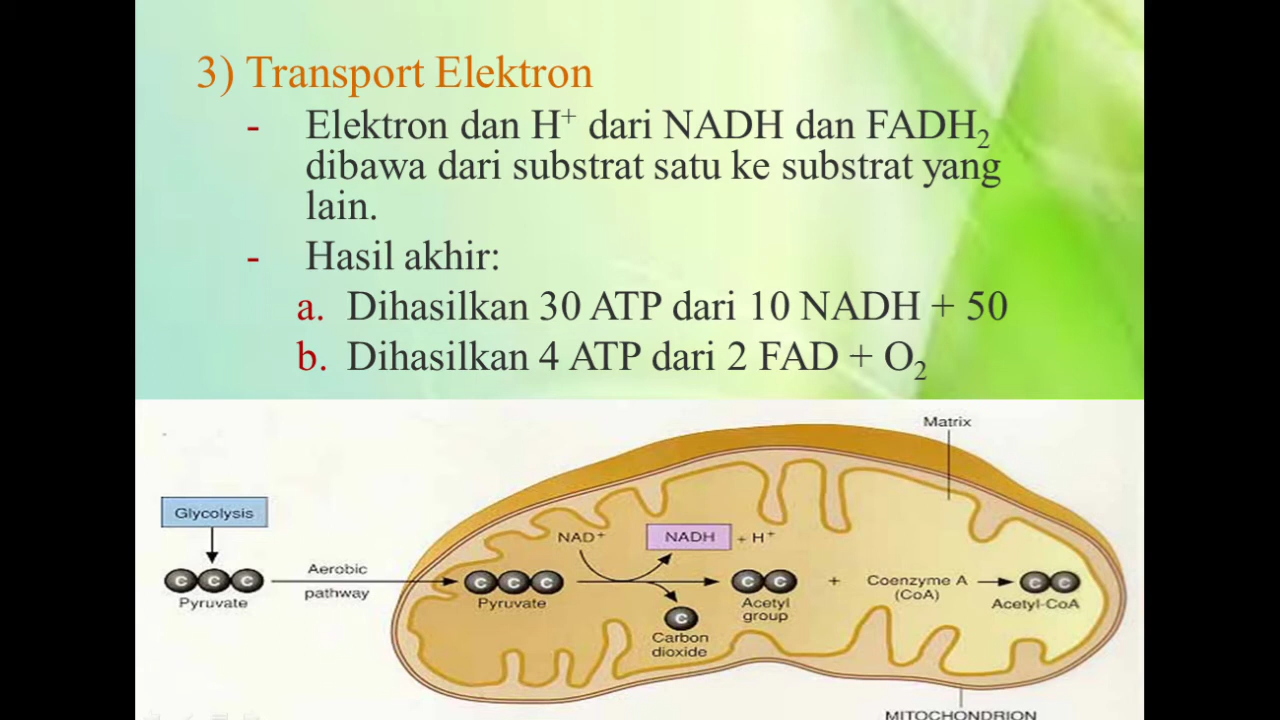 3) Transport Elektron
- Elektron dan H⁺ dari NADH dan FADH₂
dibawa dari substrat satu ke substrat yang
lain.
- Hasil akhir:
a. Dihasilkan 30 ATP dari 10 NADH + 50
b. Dihasilkan 4 ATP dari 2 FAD + O₂
Matrix
Glycolysis
NAD⁺
NADH + H⁺
C C C
Pyruvate
Aerobic
pathway
C C C
Pyruvate
C C
Acetyl
group
+ Coenzyme A
(CoA)
C C
Acetyl-CoA
C
Carbon
dioxide
MITOCHONDRION